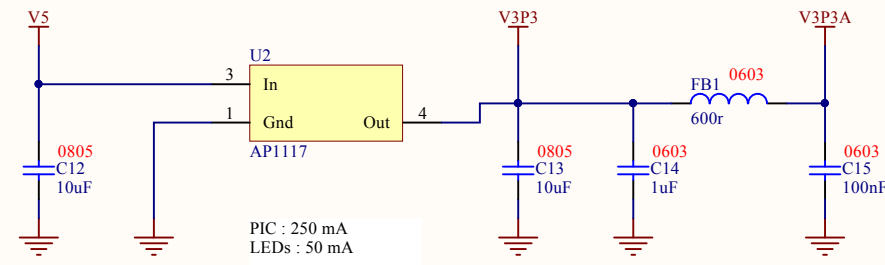 V5
V3P3
V3P3A
U2
3
In
1
Gnd
Out
4
AP1117
FB1
0603
600r
0805
C12
10uF
0805
C13
10uF
0603
C14
1uF
0603
C15
100nF
PIC : 250 mA
LEDs : 50 mA